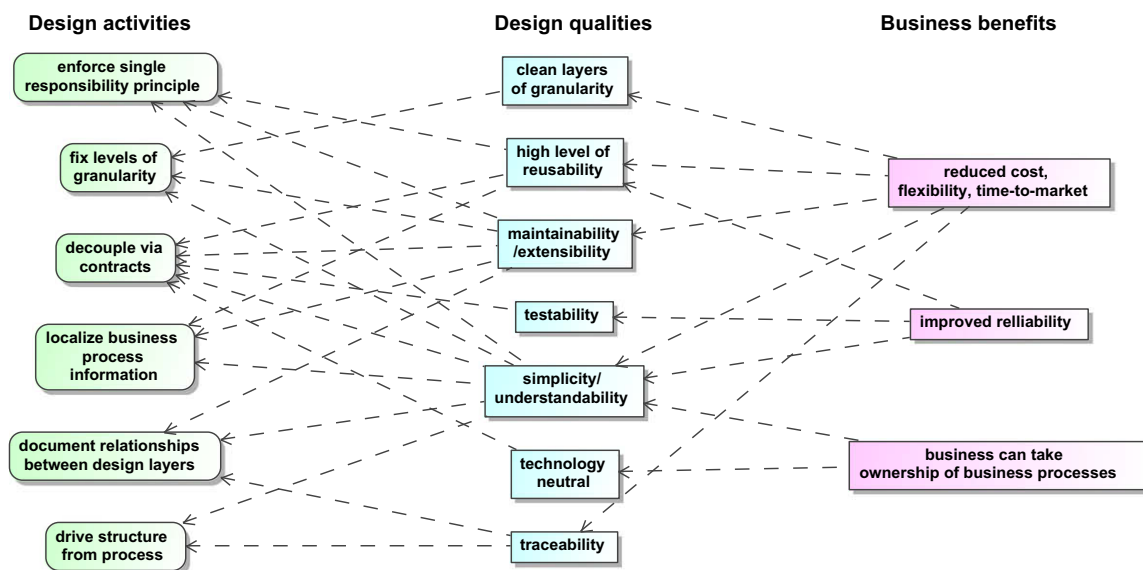 Design activities
Design qualities
Business benefits
enforce single
responsibility principle
fix levels of
granularity
decouple via
contracts
localize business
process
information
document relationships
between design layers
drive structure
from process
clean layers
of granularity
high level of
reusability
maintainability
/extensibility
testability
simplicity/
understandability
technology
neutral
traceability
reduced cost,
flexibility, time-to-market
improved relliability
business can take
ownership of business processes